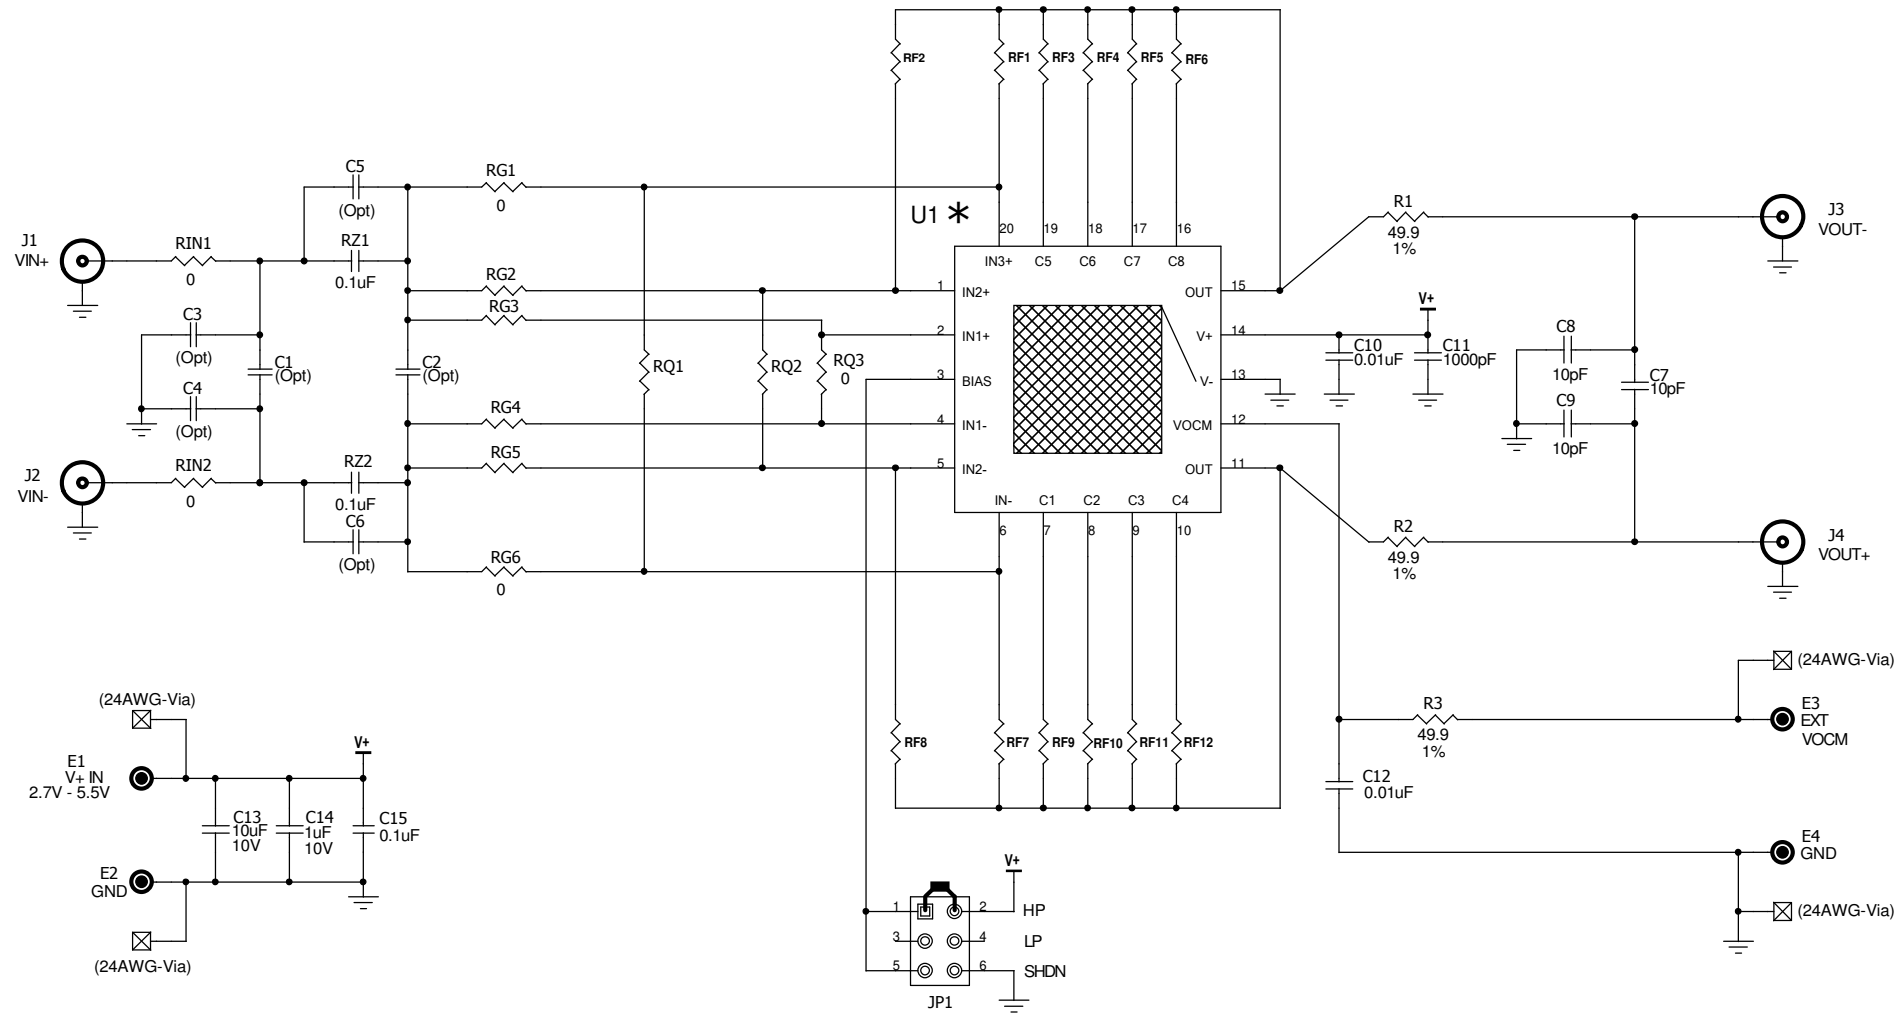 RF2
RF1
RF3
RF4
RF5
RF6
C5
(Opt)
RG1
0
U1 *
20
19
18
17
16
R1
49.9
1%
J3
VOUT-
J1
VIN+
RIN1
0
RZ1
0.1uF
IN3+
C5
C6
C7
C8
RG2
1
IN2+
OUT
15
RG3
2
IN1+
V+
14
V+
C3
(Opt)
C1
(Opt)
C2
(Opt)
RQ1
RQ2
RQ3
0
C10
0.01uF
C11
1000pF
C8
10pF
C7
10pF
3
BIAS
V-
13
C4
(Opt)
RG4
4
IN1-
VOCM
12
C9
10pF
J2
VIN-
RIN2
0
RZ2
0.1uF
RG5
5
IN2-
OUT
11
C6
(Opt)
IN-
C1
C2
C3
C4
6
7
8
9
10
R2
49.9
1%
J4
VOUT+
RG6
0
(24AWG-Via)
(24AWG-Via)
E3
EXT
VOCM
R3
49.9
1%
RF8
RF7
RF9
RF10
RF11
RF12
V+
E1
V+ IN
2.7V - 5.5V
C12
0.01uF
C13
10uF
10V
C14
1uF
10V
C15
0.1uF
E4
GND
E2
GND
V+
1
2
HP
(24AWG-Via)
3
4
LP
(24AWG-Via)
5
6
SHDN
JP1